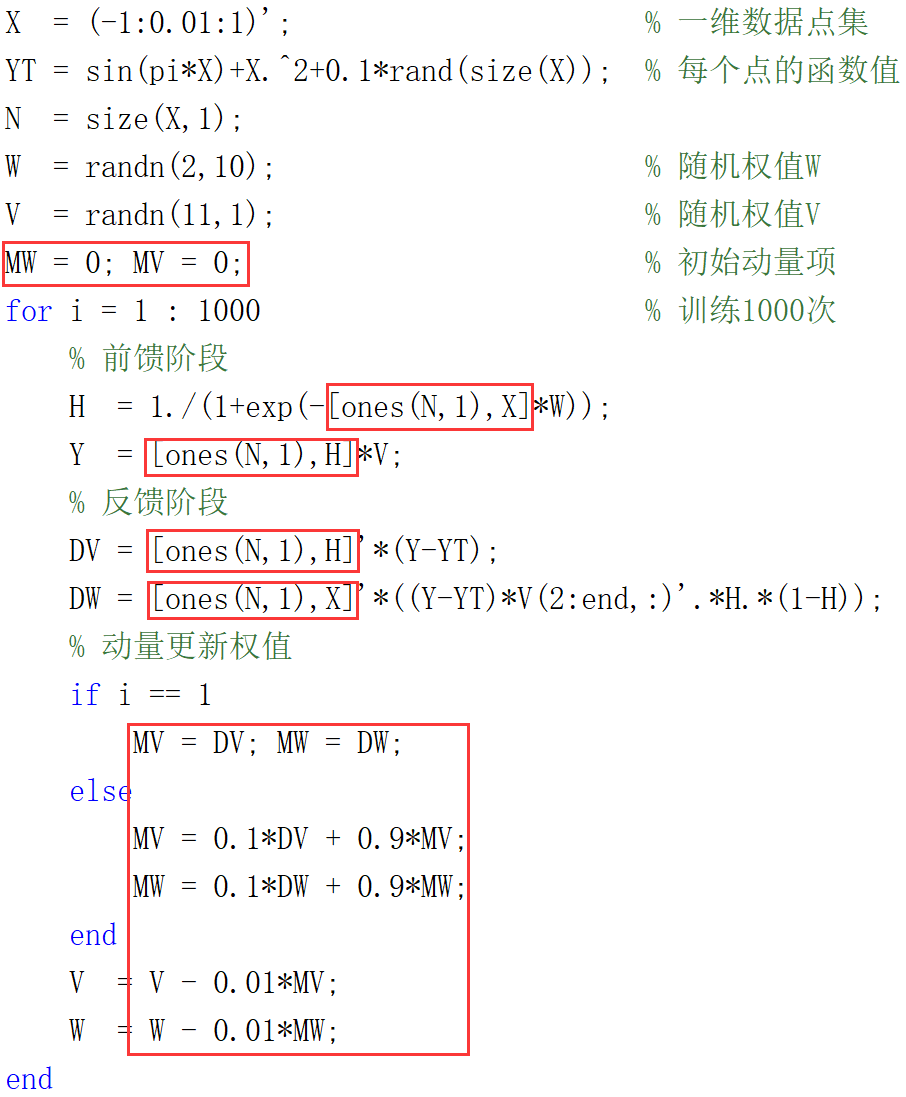 X  = (-1:0.01:1)';                      % 一维数据点集
YT = sin(pi*X)+X.^2+0.1*rand(size(X));  % 每个点的函数值
N  = size(X,1);
W  = randn(2,10);                       % 随机权值W
V  = randn(11,1);                       % 随机权值V
MW = 0; MV = 0;                         % 初始动量项
for i = 1 : 1000                        % 训练1000次
    % 前馈阶段
    H  = 1./(1+exp(-[ones(N,1),X]*W));
    Y  = [ones(N,1),H]*V;
    % 反馈阶段
    DV = [ones(N,1),H]'*(Y-YT);
    DW = [ones(N,1),X]'*((Y-YT)*V(2:end,:)'.*H.*(1-H));
    % 动量更新权值
    if i == 1
        MV = DV; MW = DW;
    else
        MV = 0.1*DV + 0.9*MV;
        MW = 0.1*DW + 0.9*MW;
    end
    V  = V - 0.01*MV;
    W  = W - 0.01*MW;
end